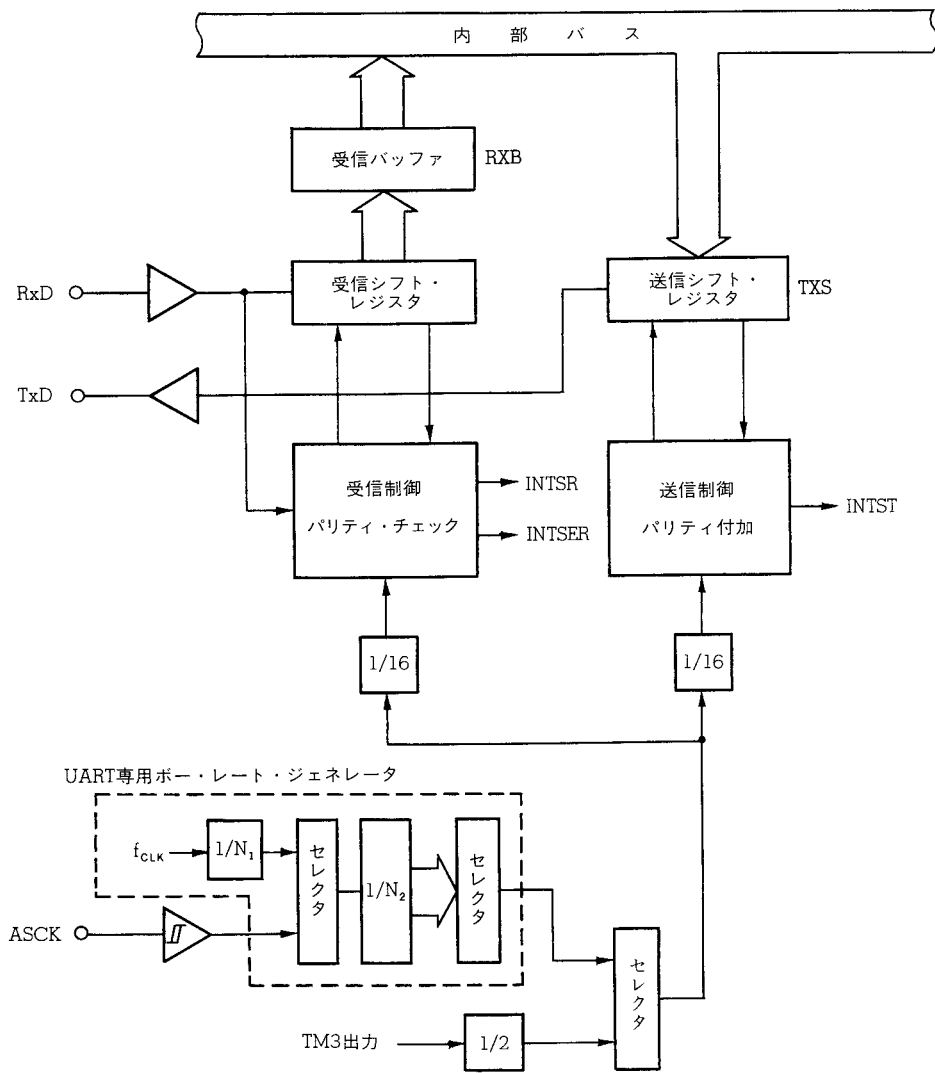 内部バス
受信バッファ
RXB
受信シフト・
レジスタ
送信シフト・
レジスタ
TXS
RxD
TxD
受信制御
パリティ・チェック
INTSR
INTSER
送信制御
パリティ付加
INTST
1/16
1/16
UART専用ボー・レート・ジェネレータ
fCLK
1/N1
セレクタ
1/N2
セレクタ
ASCK
セレクタ
TM3出力
1/2